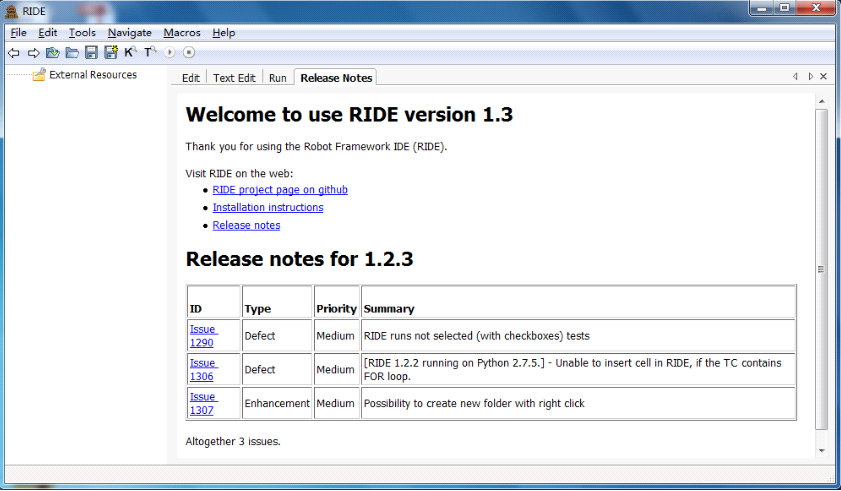 RIDE
File Edit Tools Navigate Macros Help
K T
External Resources
Edit Text Edit Run Release Notes
Welcome to use RIDE version 1.3
Thank you for using the Robot Framework IDE (RIDE).
Visit RIDE on the web:
RIDE project page on github
Installation instructions
Release notes
Release notes for 1.2.3
ID Type Priority Summary
Issue 1290 Defect Medium RIDE runs not selected (with checkboxes) tests
Issue 1306 Defect Medium [RIDE 1.2.2 running on Python 2.7.5.] - Unable to insert cell in RIDE, if the TC contains
FOR loop.
Issue 1307 Enhancement Medium Possibility to create new folder with right click
Altogether 3 issues.